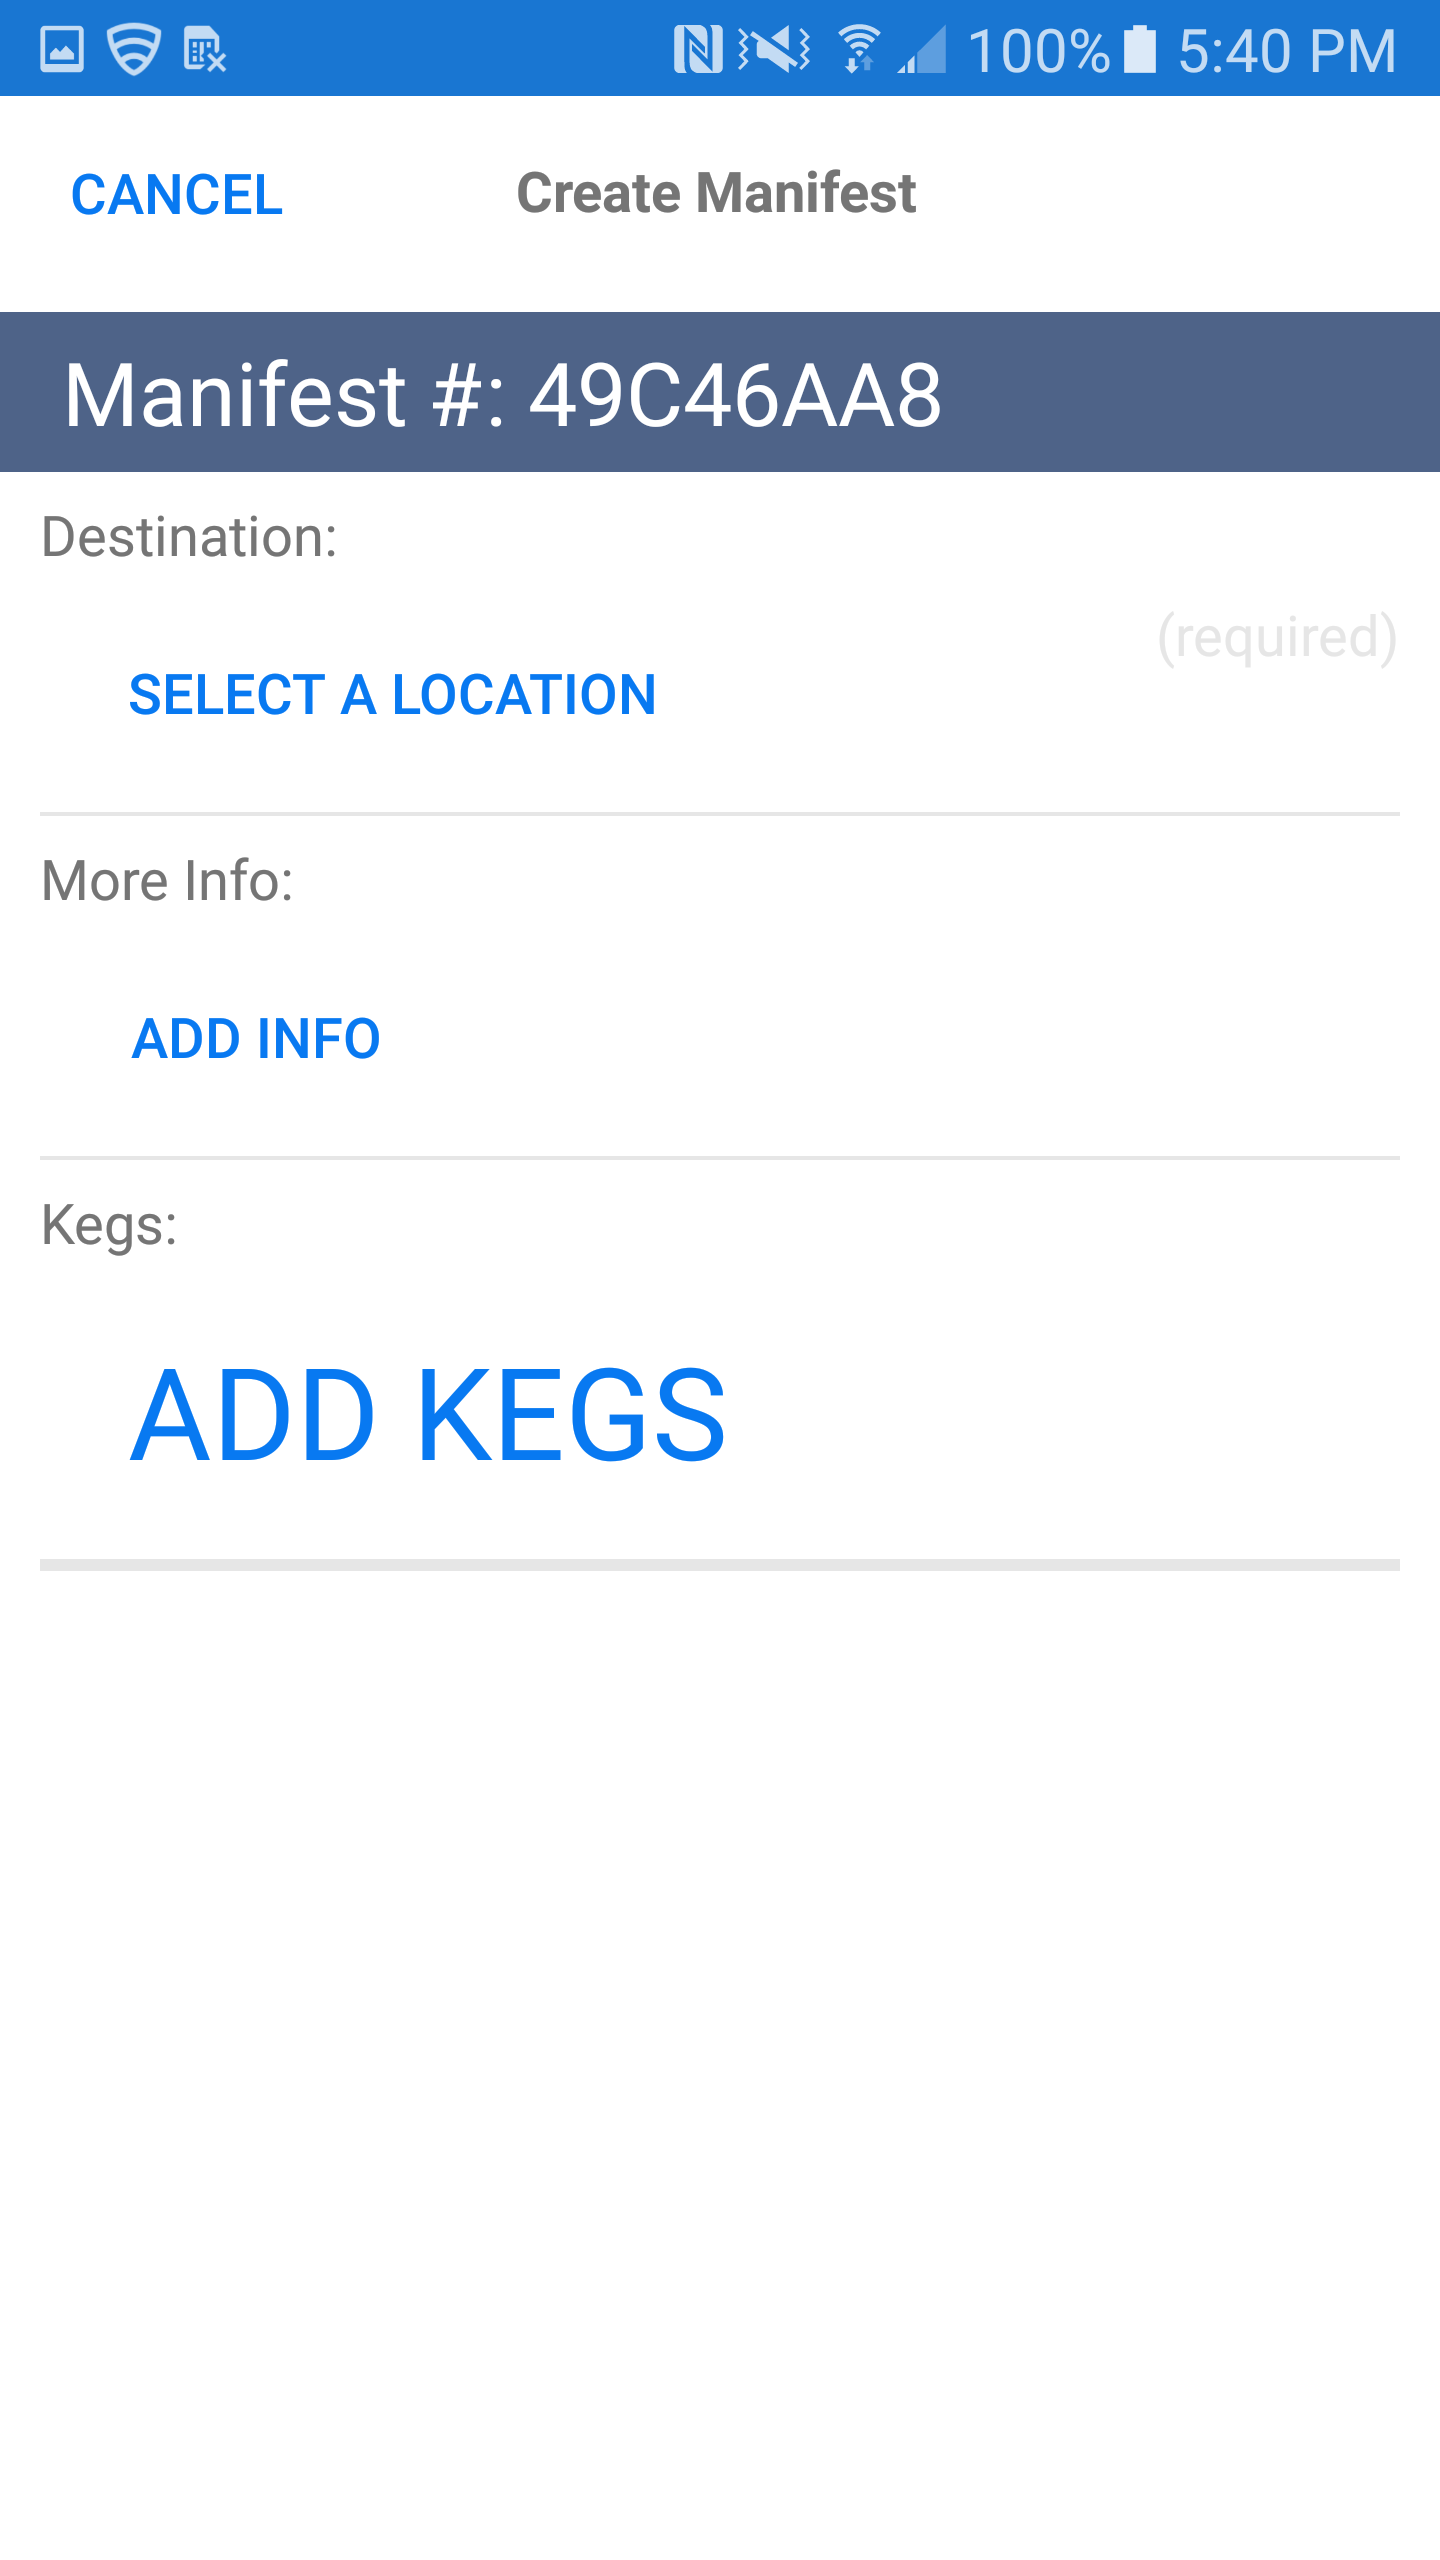 100% 5:40 PM
CANCEL Create Manifest
Manifest #: 49C46AA8
Destination:
(required)
SELECT A LOCATION
More Info:
ADD INFO
Kegs:
ADD KEGS